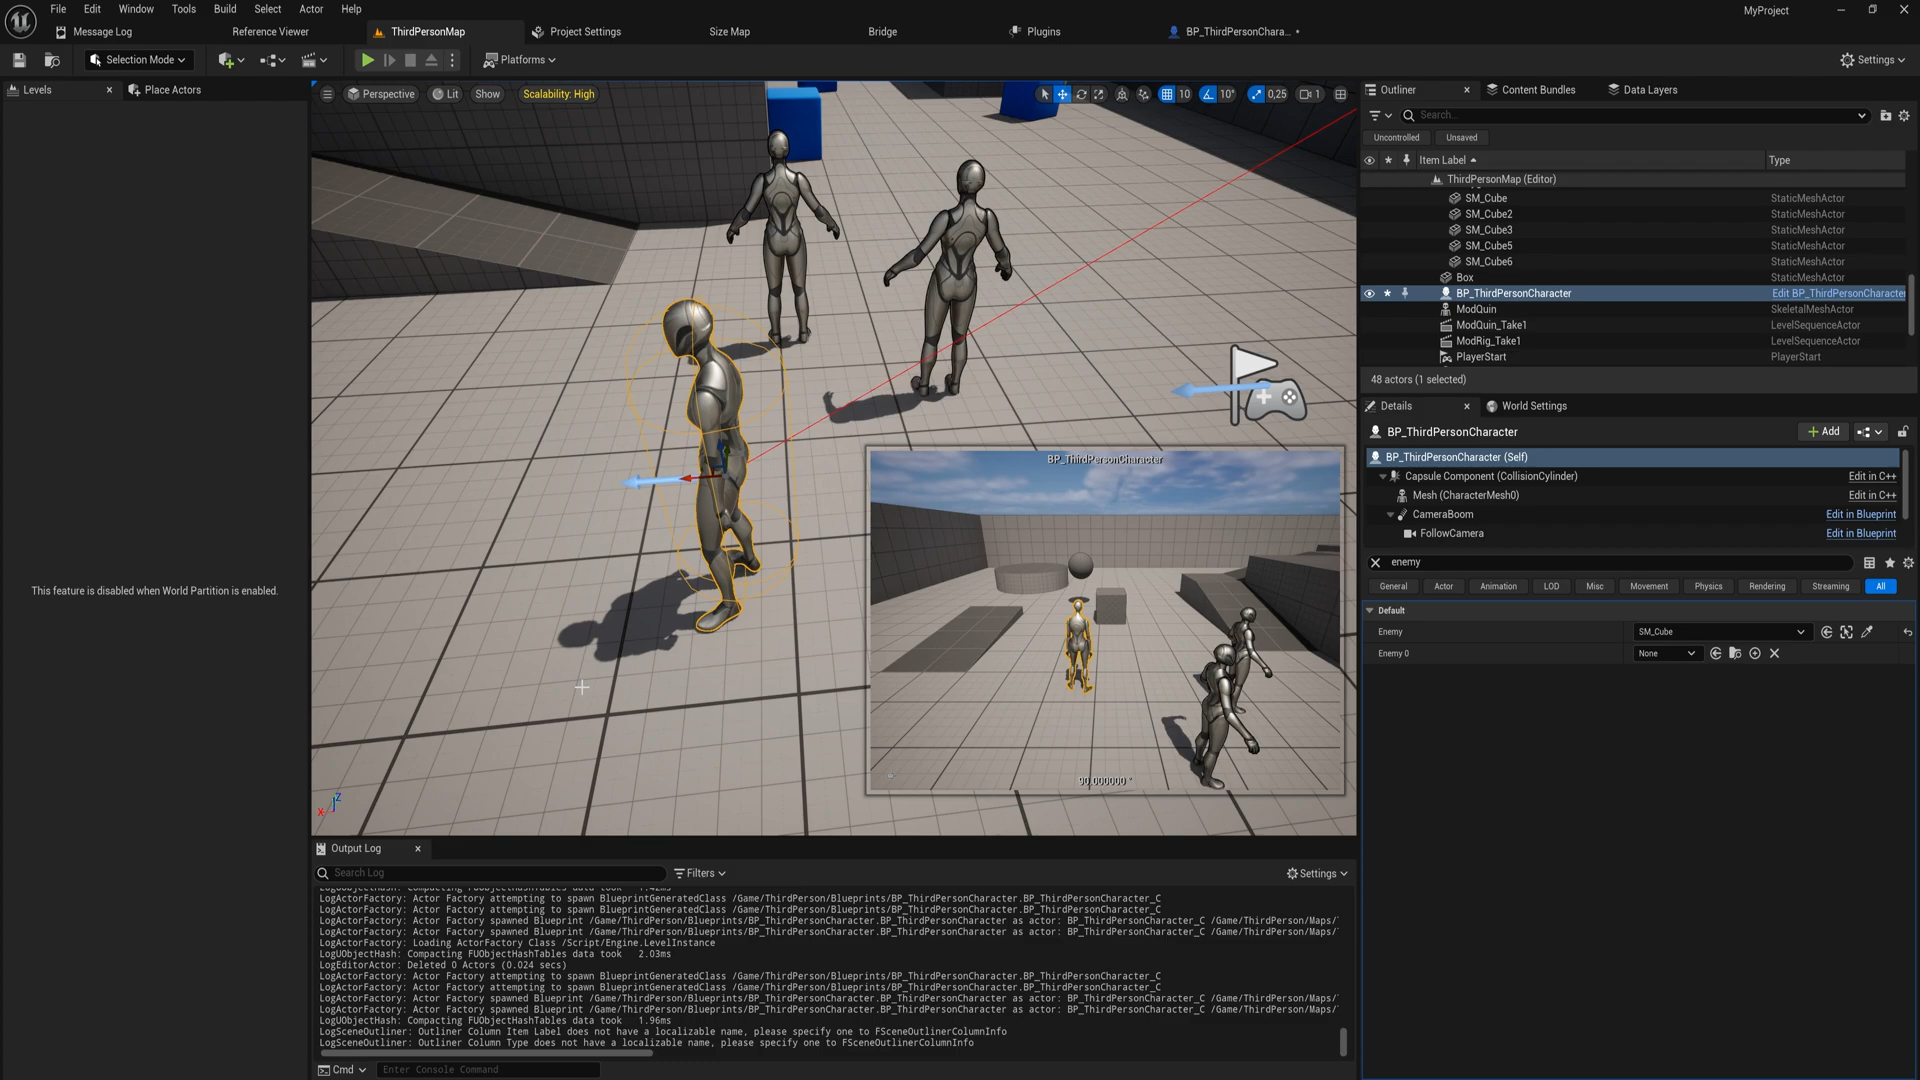 File Edit Window Tools Build Select Actor Help
MyProject
Message Log
Reference Viewer
ThirdPersonMap
Project Settings
Size Map
Bridge
Plugins
BP_ThirdPersonChara... •
Selection Mode
Platforms
Settings
Levels
Place Actors
This feature is disabled when World Partition is enabled.
Perspective
Lit
Show
Scalability: High
10
10°
0,25
1
BP_ThirdPersonCharacter
90.000000 °
X
Z
Outliner
Content Bundles
Data Layers
Search...
Uncontrolled
Unsaved
Item Label
Type
ThirdPersonMap (Editor)
SM_Cube StaticMeshActor
SM_Cube2 StaticMeshActor
SM_Cube3 StaticMeshActor
SM_Cube5 StaticMeshActor
SM_Cube6 StaticMeshActor
Box StaticMeshActor
BP_ThirdPersonCharacter Edit BP_ThirdPersonCharacter
ModQuin SkeletalMeshActor
ModQuin_Take1 LevelSequenceActor
ModRig_Take1 LevelSequenceActor
PlayerStart PlayerStart
48 actors (1 selected)
Details
World Settings
BP_ThirdPersonCharacter
Add
BP_ThirdPersonCharacter (Self)
Capsule Component (CollisionCylinder) Edit in C++
Mesh (CharacterMesh0) Edit in C++
CameraBoom Edit in Blueprint
FollowCamera Edit in Blueprint
enemy
General Actor Animation LOD Misc Movement Physics Rendering Streaming All
Default
Enemy SM_Cube
Enemy 0 None
Output Log
Search Log
Filters
Settings
LogUObjectHash: Compacting FUObjectHashTables data took 1.42ms
LogActorFactory: Actor Factory attempting to spawn BlueprintGeneratedClass /Game/ThirdPerson/Blueprints/BP_ThirdPersonCharacter.BP_ThirdPersonCharacter_C
LogActorFactory: Actor Factory attempting to spawn BlueprintGeneratedClass /Game/ThirdPerson/Blueprints/BP_ThirdPersonCharacter.BP_ThirdPersonCharacter_C
LogActorFactory: Actor Factory spawned Blueprint /Game/ThirdPerson/Blueprints/BP_ThirdPersonCharacter.BP_ThirdPersonCharacter as actor: BP_ThirdPersonCharacter_C /Game/ThirdPerson/Maps/
LogActorFactory: Actor Factory spawned Blueprint /Game/ThirdPerson/Blueprints/BP_ThirdPersonCharacter.BP_ThirdPersonCharacter as actor: BP_ThirdPersonCharacter_C /Game/ThirdPerson/Maps/
LogActorFactory: Loading ActorFactory Class /Script/Engine.LevelInstance
LogUObjectHash: Compacting FUObjectHashTables data took 2.03ms
LogEditorActor: Deleted 0 Actors (0.024 secs)
LogActorFactory: Actor Factory attempting to spawn BlueprintGeneratedClass /Game/ThirdPerson/Blueprints/BP_ThirdPersonCharacter.BP_ThirdPersonCharacter_C
LogActorFactory: Actor Factory attempting to spawn BlueprintGeneratedClass /Game/ThirdPerson/Blueprints/BP_ThirdPersonCharacter.BP_ThirdPersonCharacter_C
LogActorFactory: Actor Factory spawned Blueprint /Game/ThirdPerson/Blueprints/BP_ThirdPersonCharacter.BP_ThirdPersonCharacter as actor: BP_ThirdPersonCharacter_C /Game/ThirdPerson/Maps/
LogActorFactory: Actor Factory spawned Blueprint /Game/ThirdPerson/Blueprints/BP_ThirdPersonCharacter.BP_ThirdPersonCharacter as actor: BP_ThirdPersonCharacter_C /Game/ThirdPerson/Maps/
LogUObjectHash: Compacting FUObjectHashTables data took 1.96ms
LogSceneOutliner: Outliner Column Item Label does not have a localizable name, please specify one to FSceneOutlinerColumnInfo
LogSceneOutliner: Outliner Column Type does not have a localizable name, please specify one to FSceneOutlinerColumnInfo
Cmd
Enter Console Command